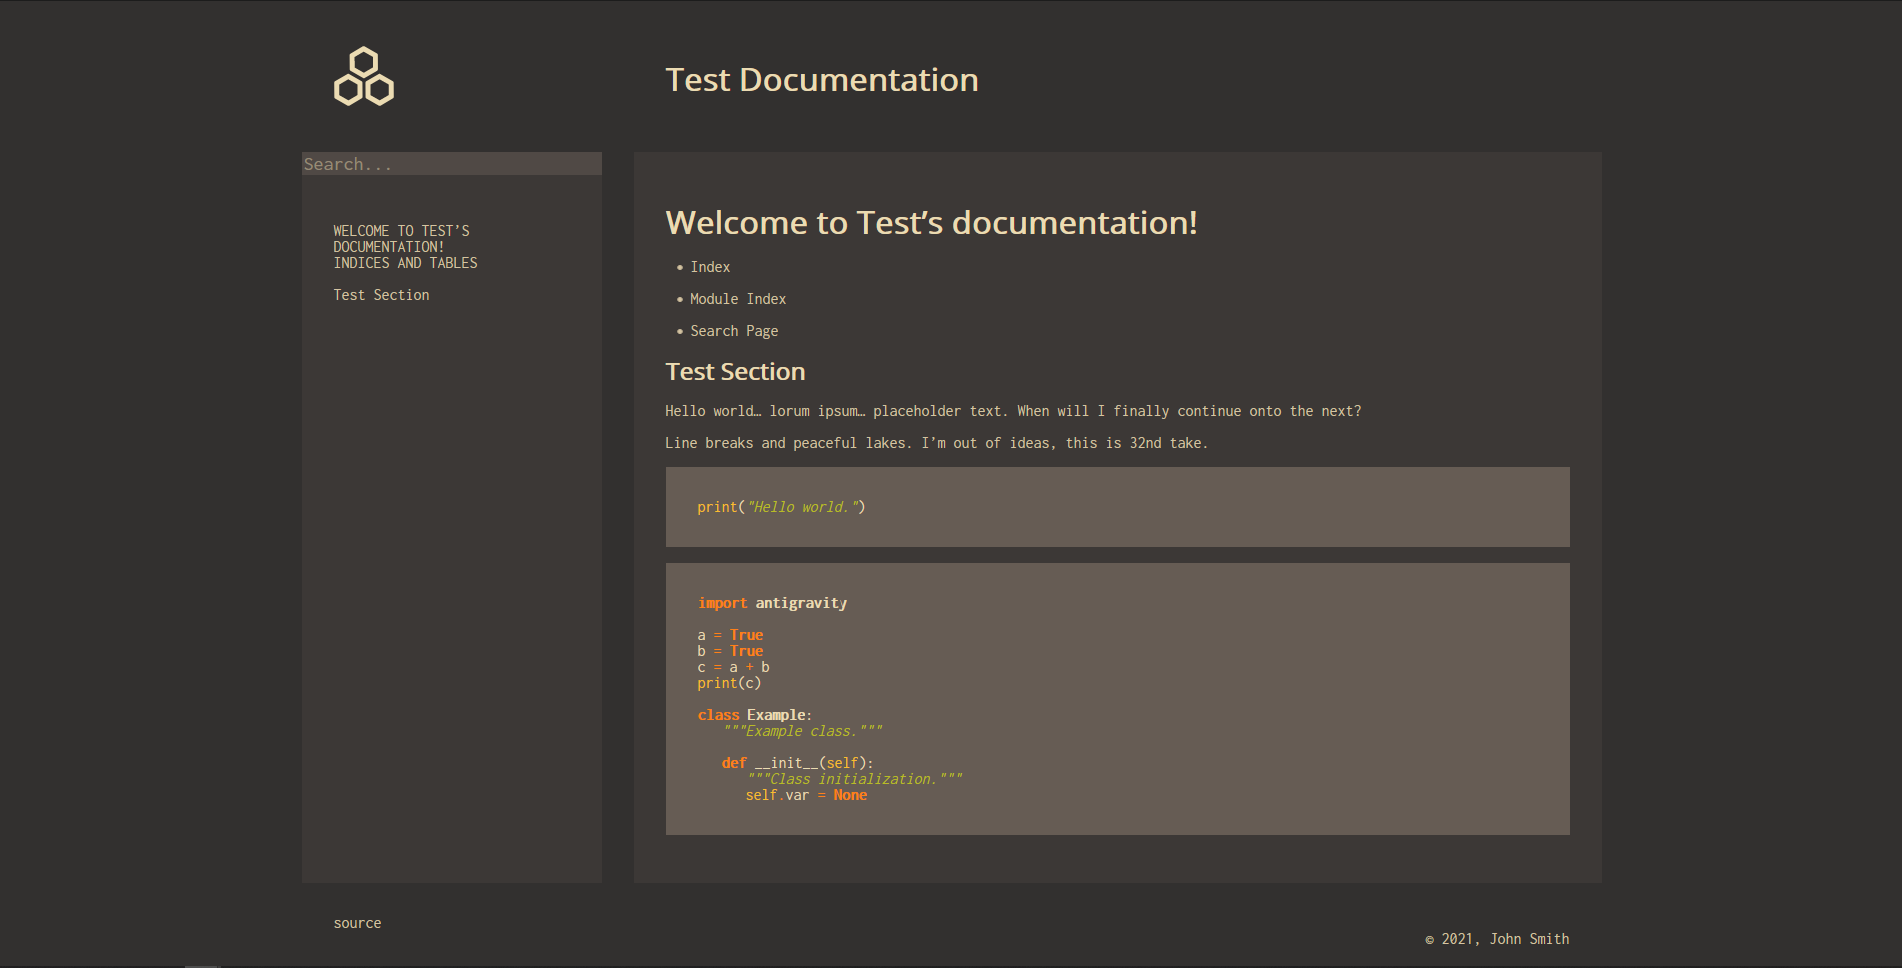 Test Documentation
Search...
WELCOME TO TEST’S
DOCUMENTATION!
INDICES AND TABLES
Test Section
Welcome to Test’s documentation!
• Index
• Module Index
• Search Page
Test Section
Hello world… lorum ipsum… placeholder text. When will I finally continue onto the next?
Line breaks and peaceful lakes. I’m out of ideas, this is 32nd take.
print("Hello world.")
import antigravity
a = True
b = True
c = a + b
print(c)
class Example:
   """Example class."""
   def __init__(self):
      """Class initialization."""
      self.var = None
source
© 2021, John Smith